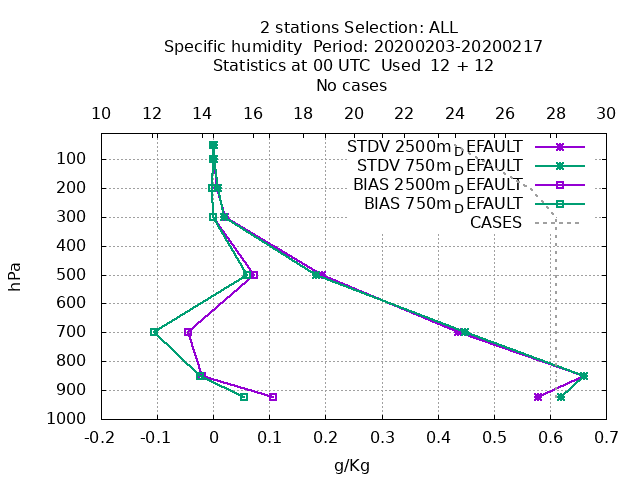 2 stations Selection: ALL
Specific humidity  Period: 20200203-20200217
Statistics at 00 UTC  Used  12 + 12
No cases
10 12 14 16 18 20 22 24 26 28 30
STDV 2500m_DEFAULT
STDV 750m_DEFAULT
BIAS 2500m_DEFAULT
BIAS 750m_DEFAULT
CASES
100
200
300
400
500
600
700
800
900
1000
hPa
-0.2 -0.1 0 0.1 0.2 0.3 0.4 0.5 0.6 0.7
g/Kg